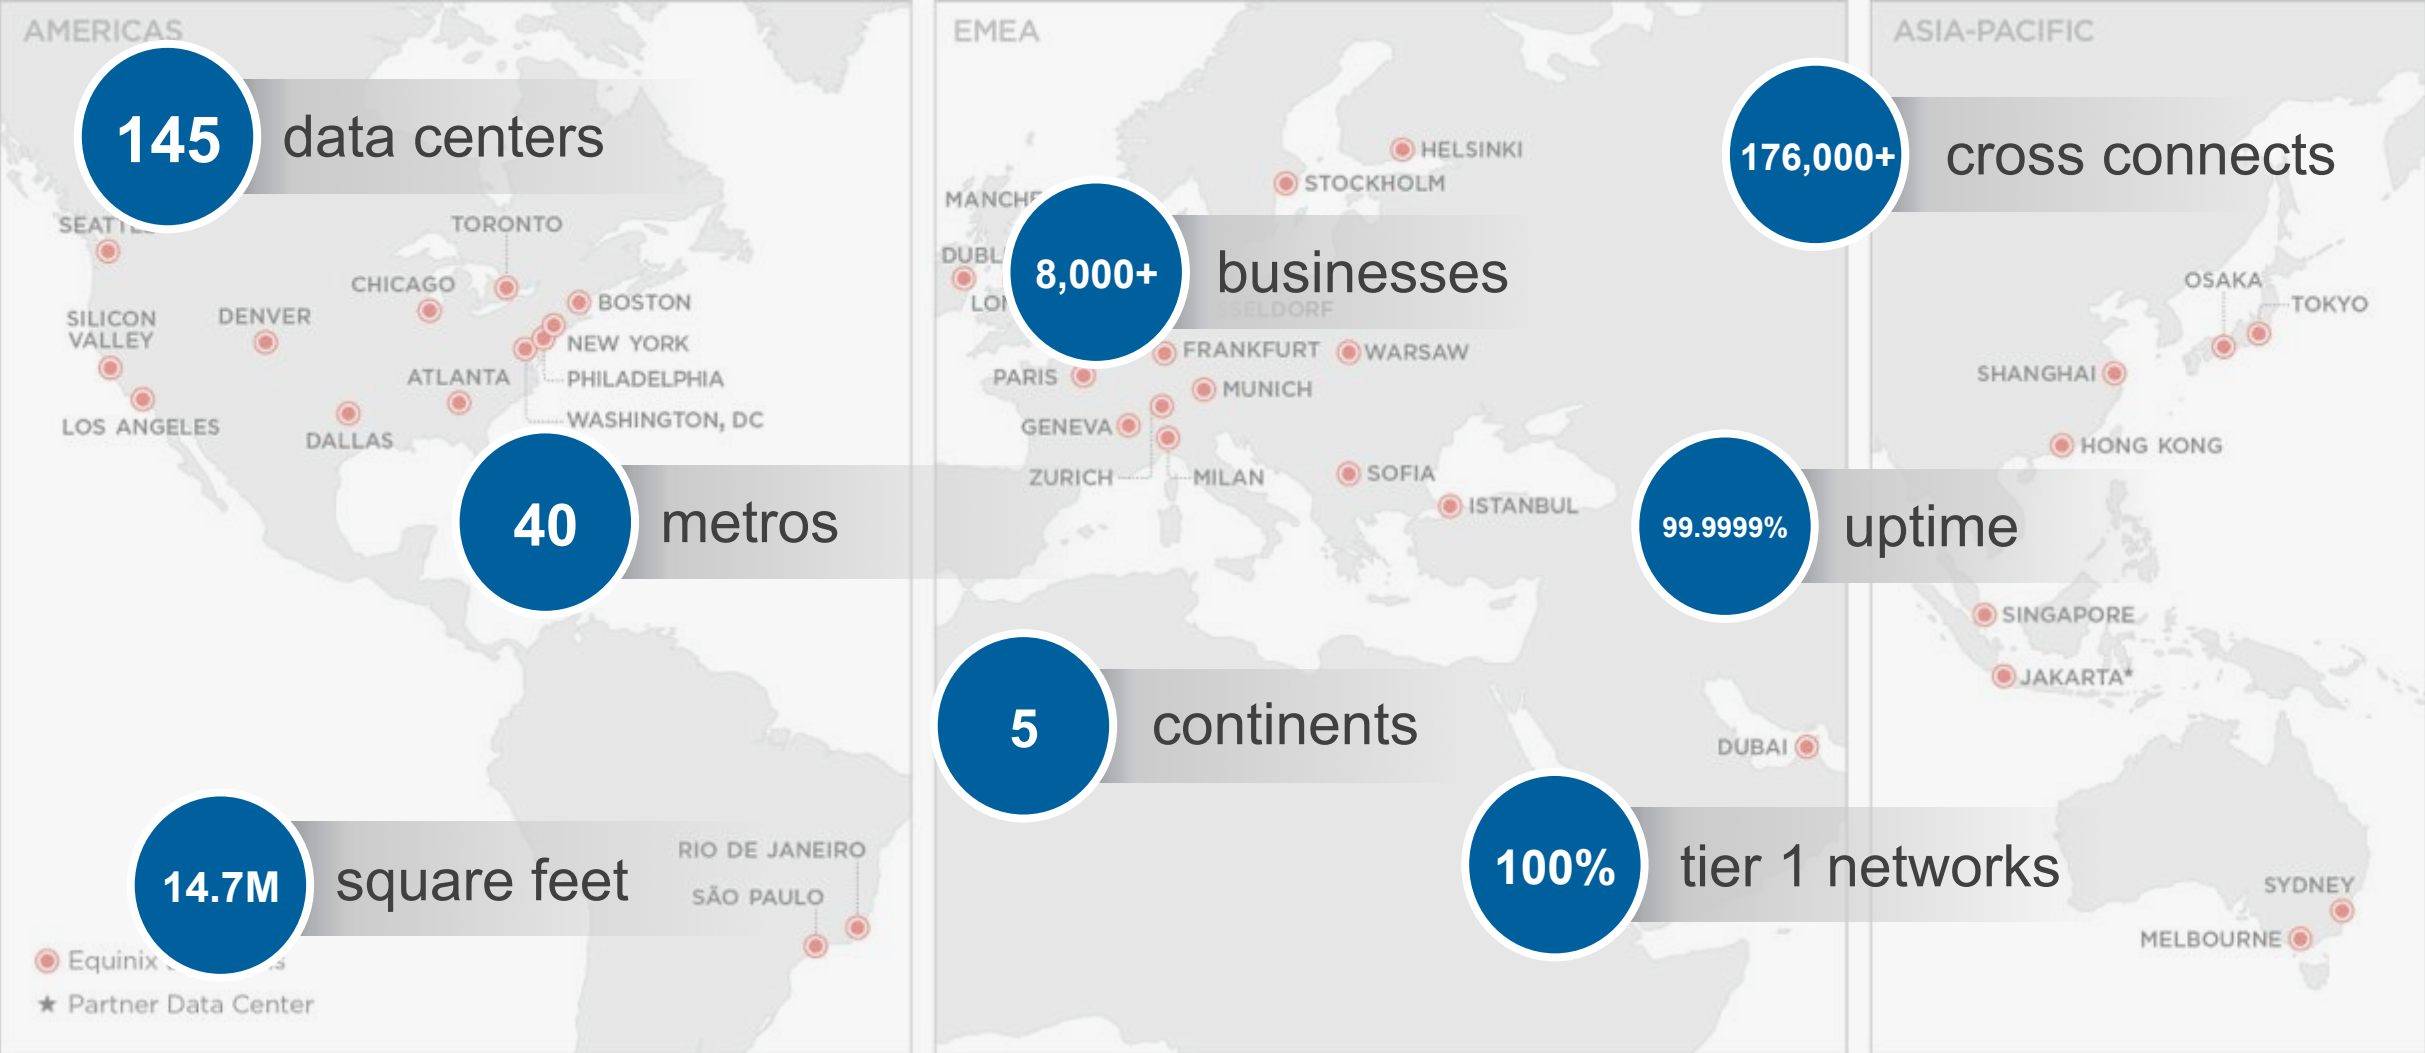 AMERICAS
145
data centers
SEATTLE
TORONTO
CHICAGO
BOSTON
SILICON
VALLEY
DENVER
NEW YORK
ATLANTA
PHILADELPHIA
LOS ANGELES
DALLAS
WASHINGTON, DC
40
metros
14.7M
square feet
RIO DE JANEIRO
SÃO PAULO
Equinix
★ Partner Data Center
EMEA
HELSINKI
STOCKHOLM
8,000+
businesses
FRANKFURT
WARSAW
PARIS
MUNICH
GENEVA
ZURICH
MILAN
SOFIA
ISTANBUL
5
continents
DUBAI
100%
tier 1 networks
ASIA-PACIFIC
176,000+
cross connects
OSAKA
TOKYO
SHANGHAI
HONG KONG
99.9999%
uptime
SINGAPORE
JAKARTA*
SYDNEY
MELBOURNE